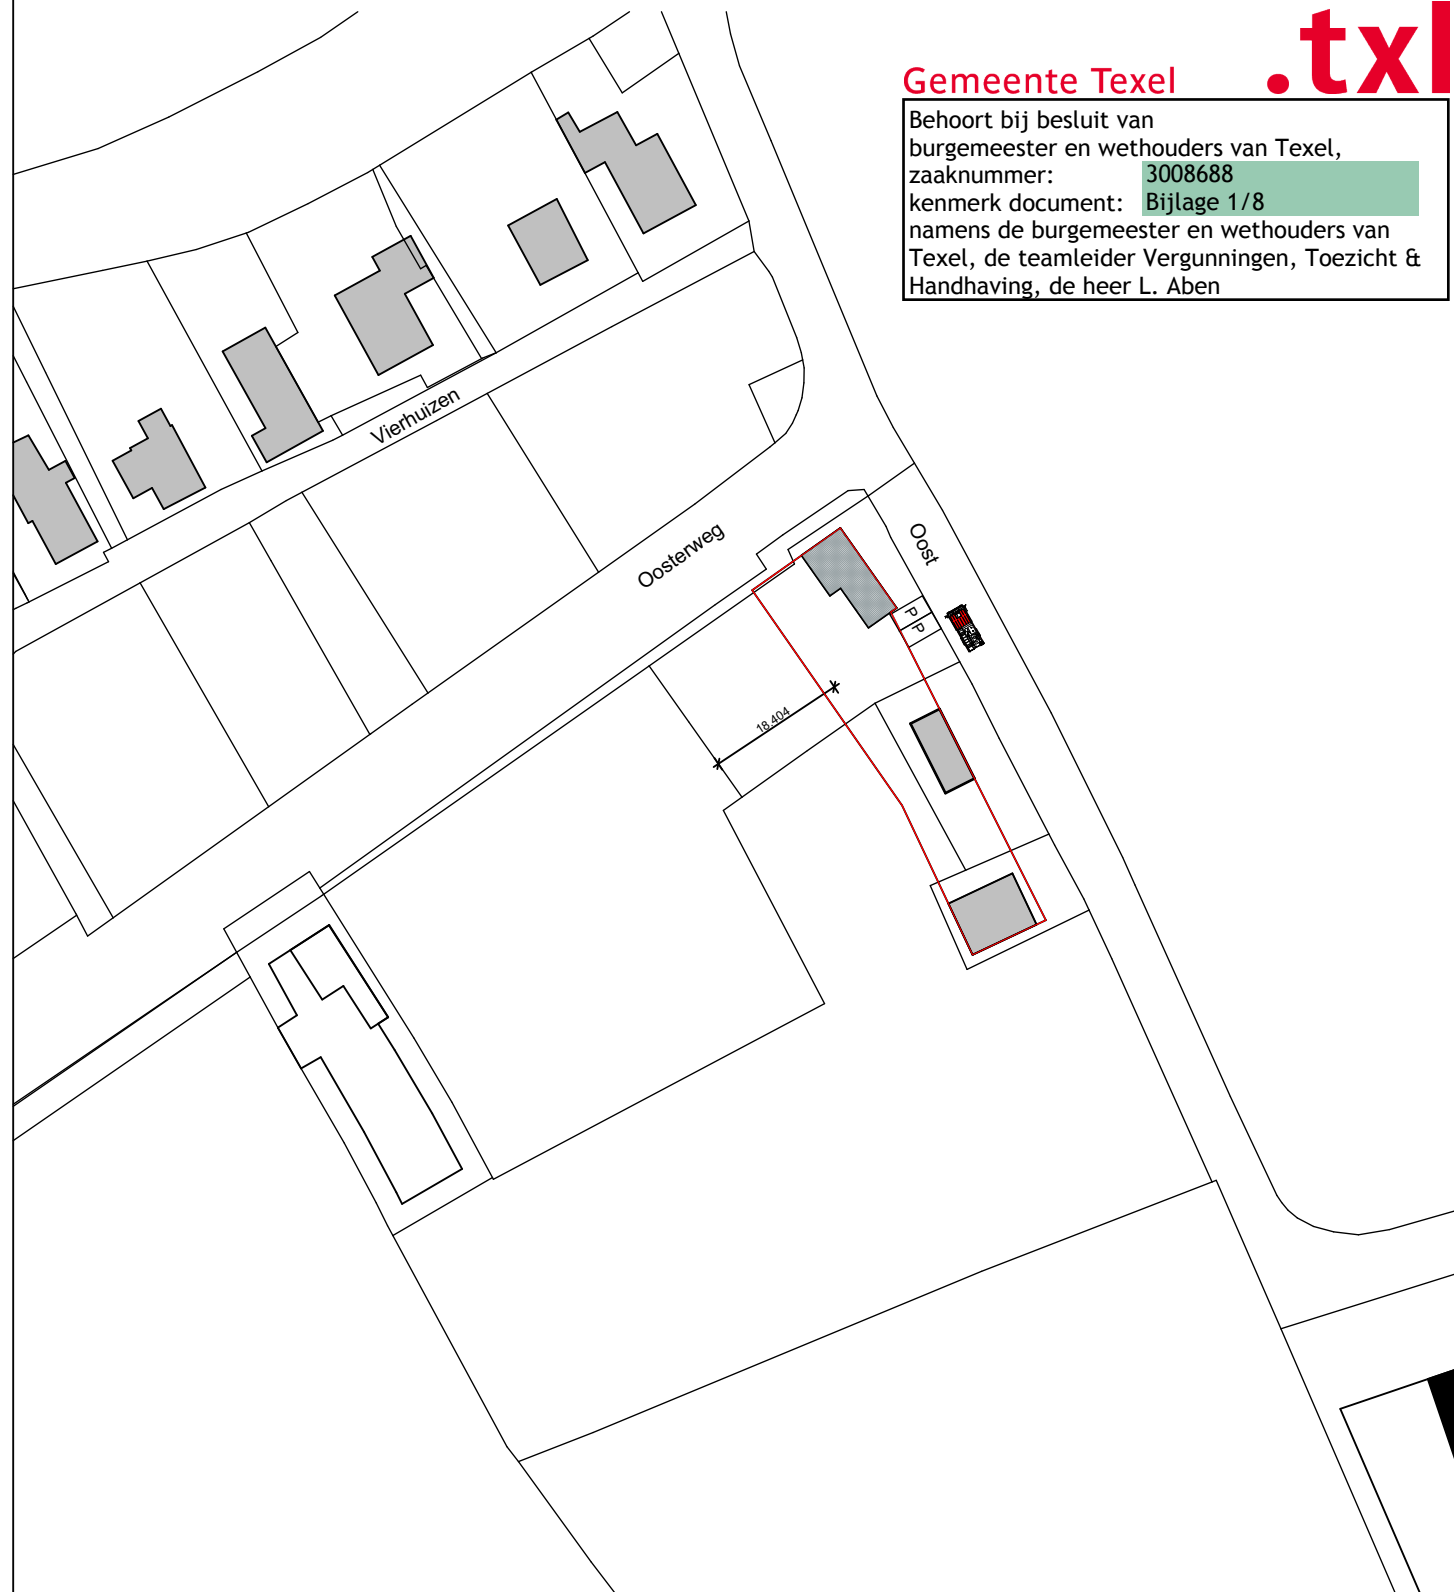 .txl
Gemeente Texel
Behoort bij besluit van
burgemeester en wethouders van Texel,
zaaknummer: 3008688
kenmerk document: Bijlage 1/8
namens de burgemeester en wethouders van
Texel, de teamleider Vergunningen, Toezicht &
Handhaving, de heer L. Aben
Vierhuizen
Oosterweg
Oost
P
P
18.404